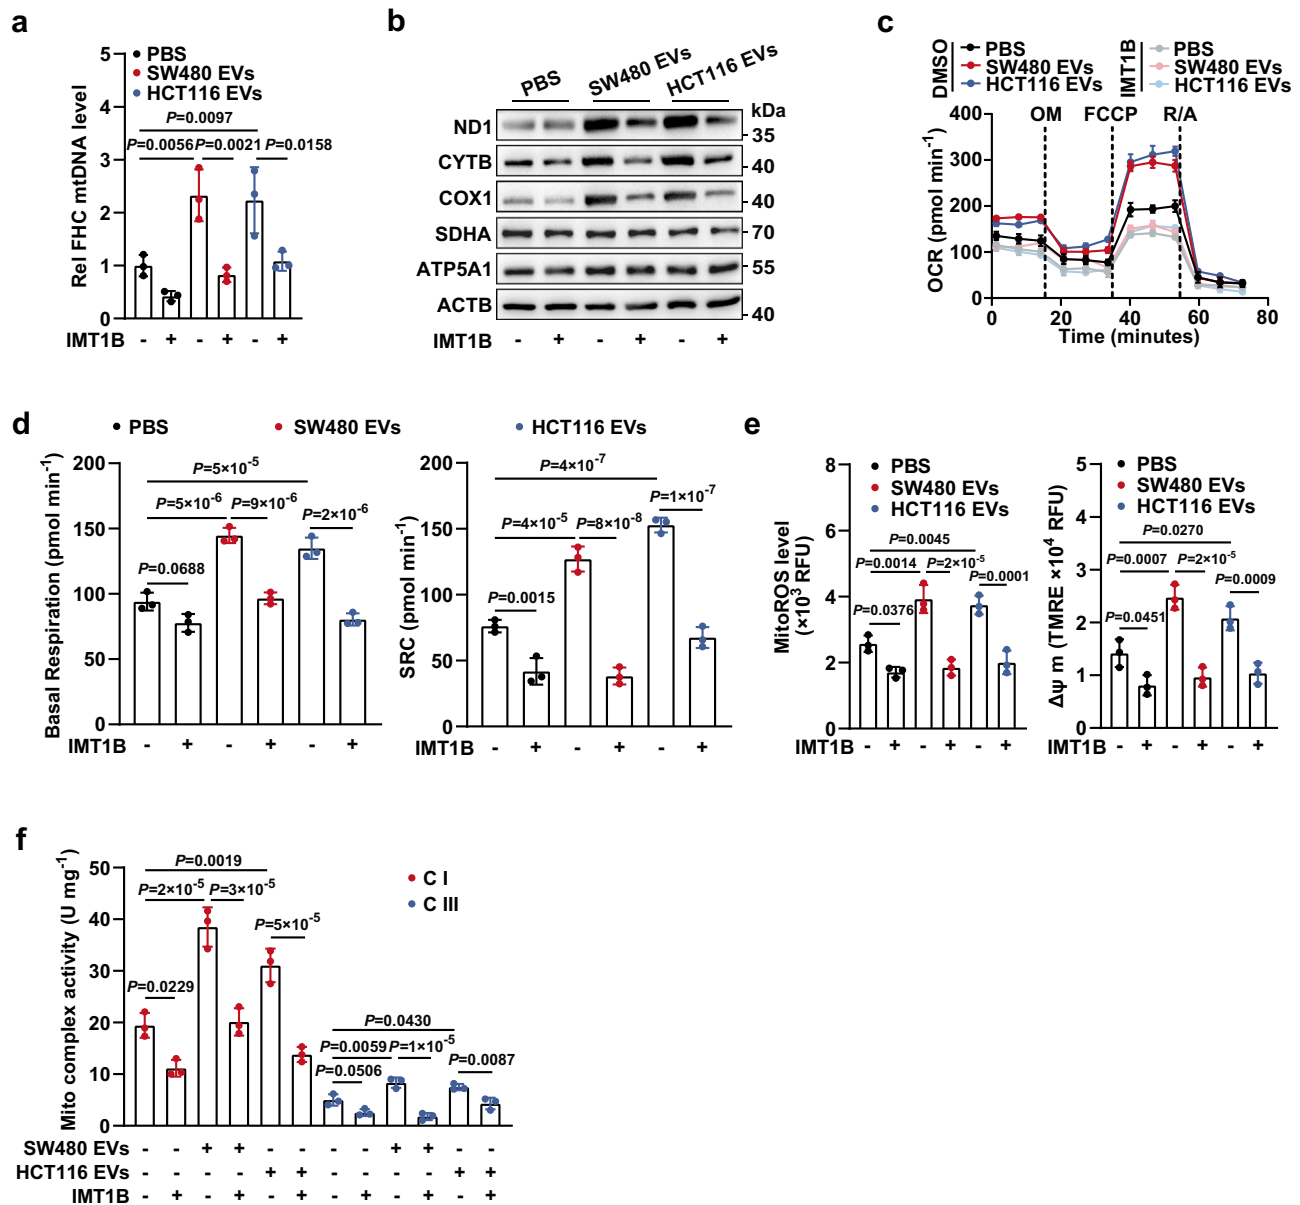 a
PBS
SW480 EVs
HCT116 EVs
Rel FHC mtDNA level
5
4
3
2
1
0
P=0.0097
P=0.0056 P=0.0021 P=0.0158
IMT1B - + - + - +
b
PBS SW480 EVs HCT116 EVs
kDa
ND1 35
CYTB 40
COX1 40
SDHA 70
ATP5A1 55
ACTB 40
IMT1B - + - + - +
c
DMSO
PBS
SW480 EVs
HCT116 EVs
IMT1B
PBS
SW480 EVs
HCT116 EVs
OM FCCP R/A
OCR (pmol min⁻¹)
400
300
200
100
0
0 20 40 60 80
Time (minutes)
d
PBS SW480 EVs HCT116 EVs
Basal Respiration (pmol min⁻¹)
200
150
100
50
0
P=5×10⁻⁵
P=5×10⁻⁶ P=9×10⁻⁶ P=2×10⁻⁶
P=0.0688
IMT1B - + - + - +
SRC (pmol min⁻¹)
200
150
100
50
0
P=4×10⁻⁷
P=4×10⁻⁵ P=8×10⁻⁸ P=1×10⁻⁷
P=0.0015
IMT1B - + - + - +
e
PBS
SW480 EVs
HCT116 EVs
MitoROS level
(×10³ RFU)
8
6
4
2
0
P=0.0045
P=0.0014 P=2×10⁻⁵ P=0.0001
P=0.0376
IMT1B - + - + - +
PBS
SW480 EVs
HCT116 EVs
Δψ m (TMRE ×10⁴ RFU)
5
4
3
2
1
0
P=0.0270
P=0.0007 P=2×10⁻⁵ P=0.0009
P=0.0451
IMT1B - + - + - +
f
C I
C III
Mito complex activity (U mg⁻¹)
50
40
30
20
10
0
P=0.0019
P=2×10⁻⁵ P=3×10⁻⁵
P=5×10⁻⁵
P=0.0229
P=0.0430
P=0.0059 P=1×10⁻⁵
P=0.0506 P=0.0087
SW480 EVs - - + + - - - - + + - -
HCT116 EVs - - - - + + - - - - + +
IMT1B - + - + - + - + - + - +